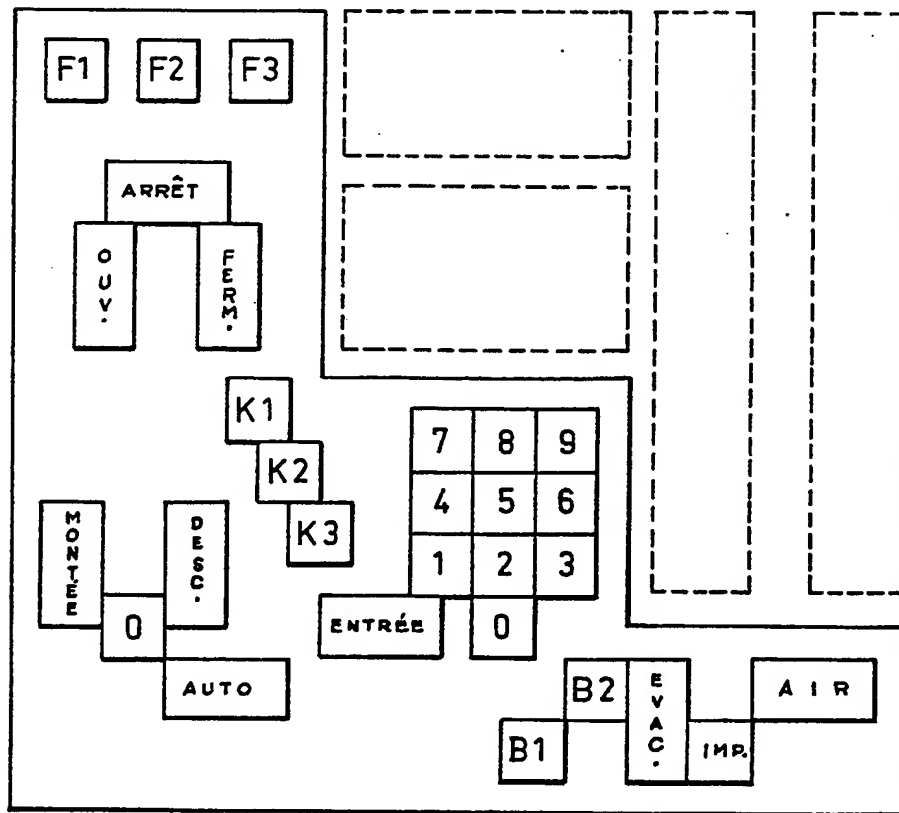 F1 F2 F3
ARRÊT
OUV.
FERM.
K1
K2
K3
7 8 9
4 5 6
1 2 3
MONTÉE
DESC.
0
ENTRÉE
0
AUTO
B2
EVAC.
AIR
B1
IMP.